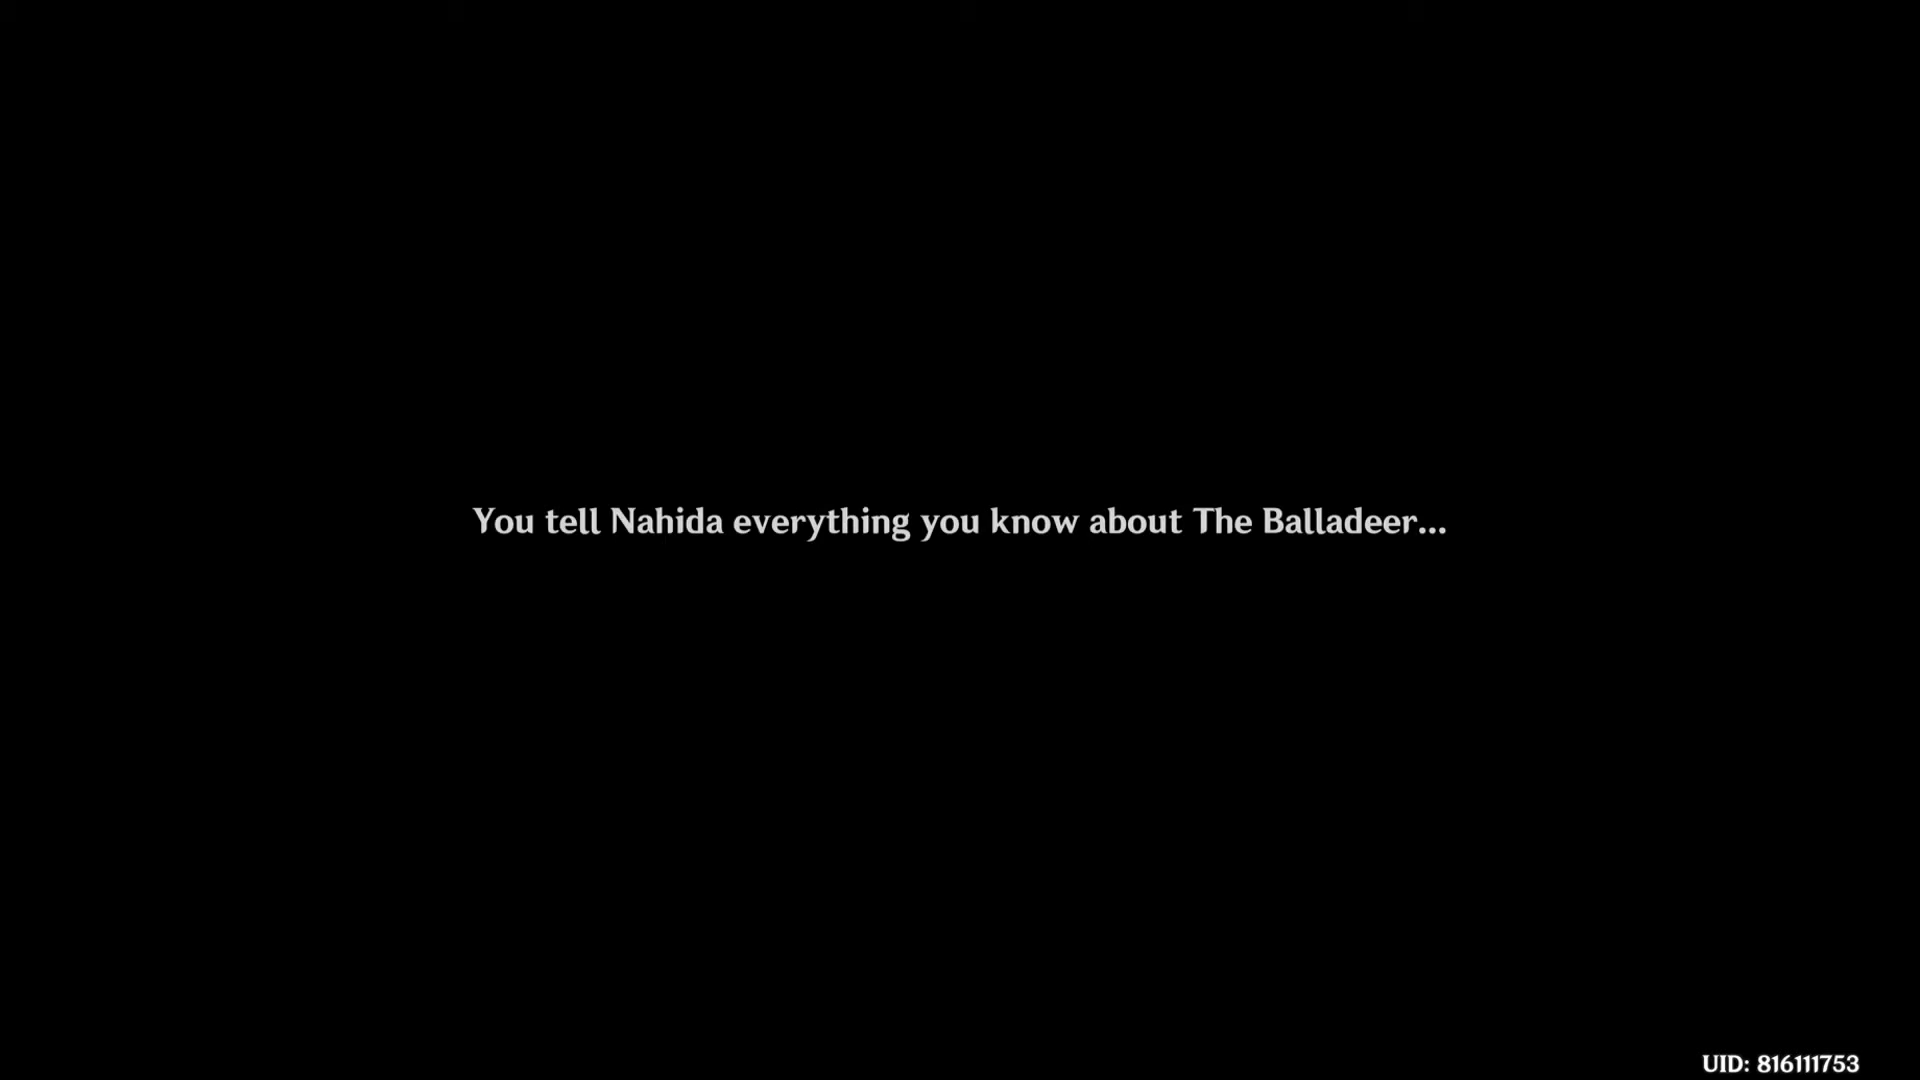 You tell Nahida everything you know about The Balladeer...
UID: 816111753